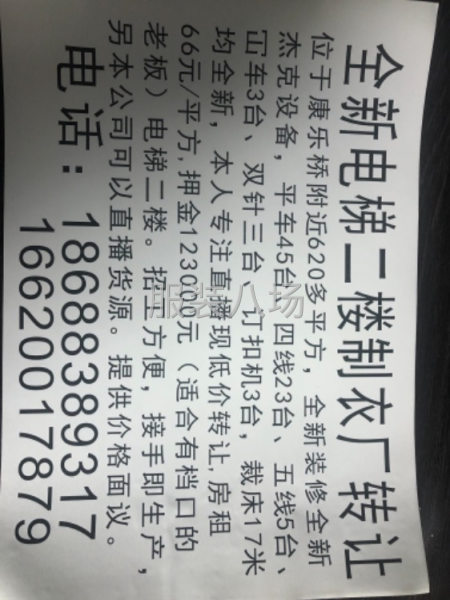 全新电梯二楼制衣厂转让
位于康乐桥附近620多平方，全新装修全新
杰克设备，平车45台、四线23台、五线5台、
冚车3台、双针三台、订扣机3台，裁床17米
均全新，本人专注直播现低价转让,房租
66元/平方,押金12300元（适合有档口的
老板）电梯二楼。招工方便，接手即生产，
另本公司可以直播货源。提供价格面议。
电话：18688389317
16620017879
服装八场